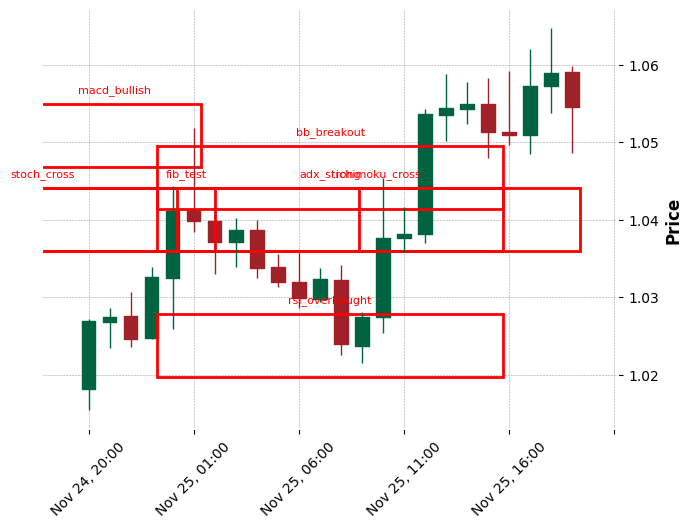 1.06
macd_bullish
1.05
bb_breakout
stoch_cross
fib_test
adx_strong
ichimoku_cross
1.04
Price
1.03
rsi_overbought
1.02
Nov 24, 20:00
Nov 25, 01:00
Nov 25, 06:00
Nov 25, 11:00
Nov 25, 16:00